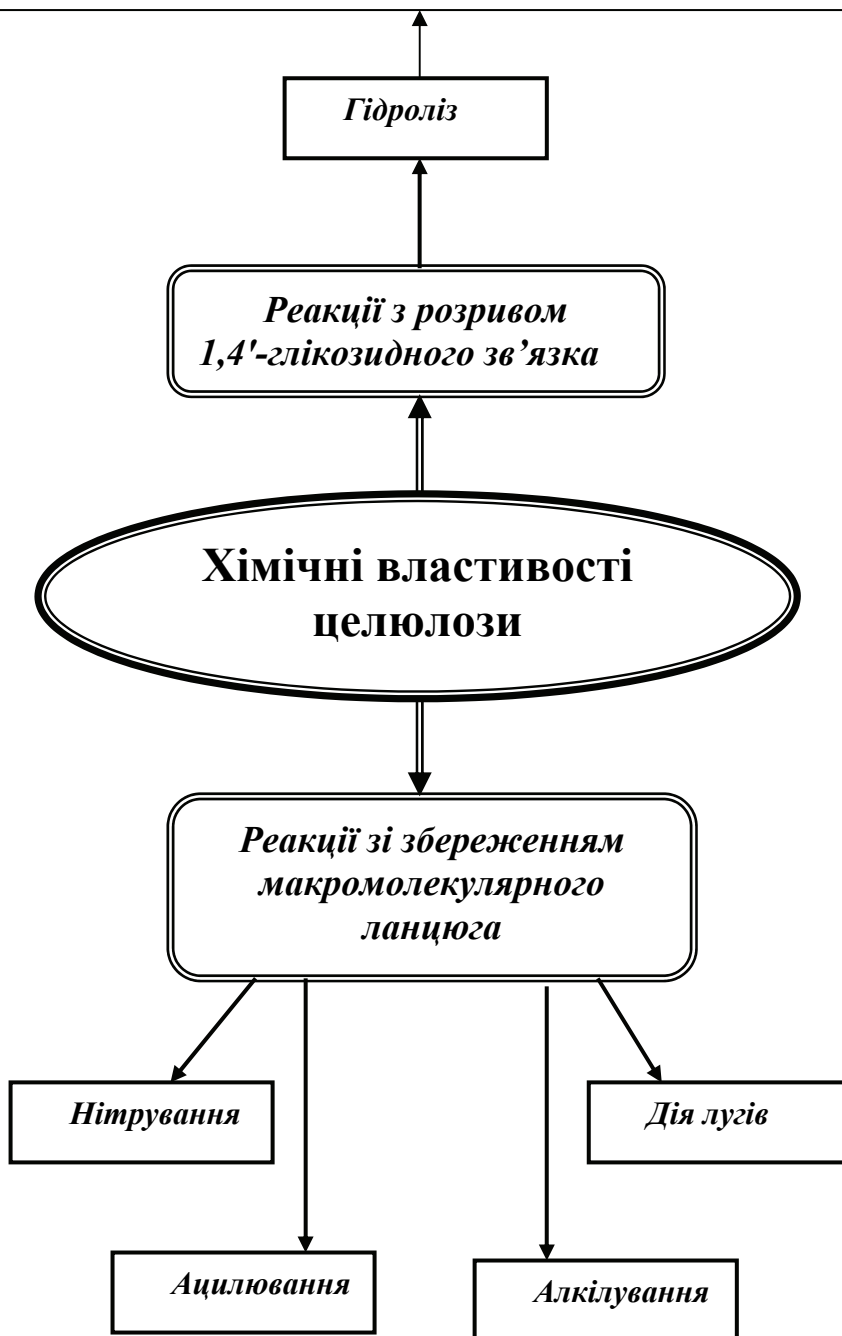 Гідроліз
Реакції з розривом
1,4'-глікозидного зв’язка
Хімічні властивості
целюлози
Реакції зі збереженням
макромолекулярного
ланцюга
Нітрування
Дія лугів
Ацилювання
Алкілування